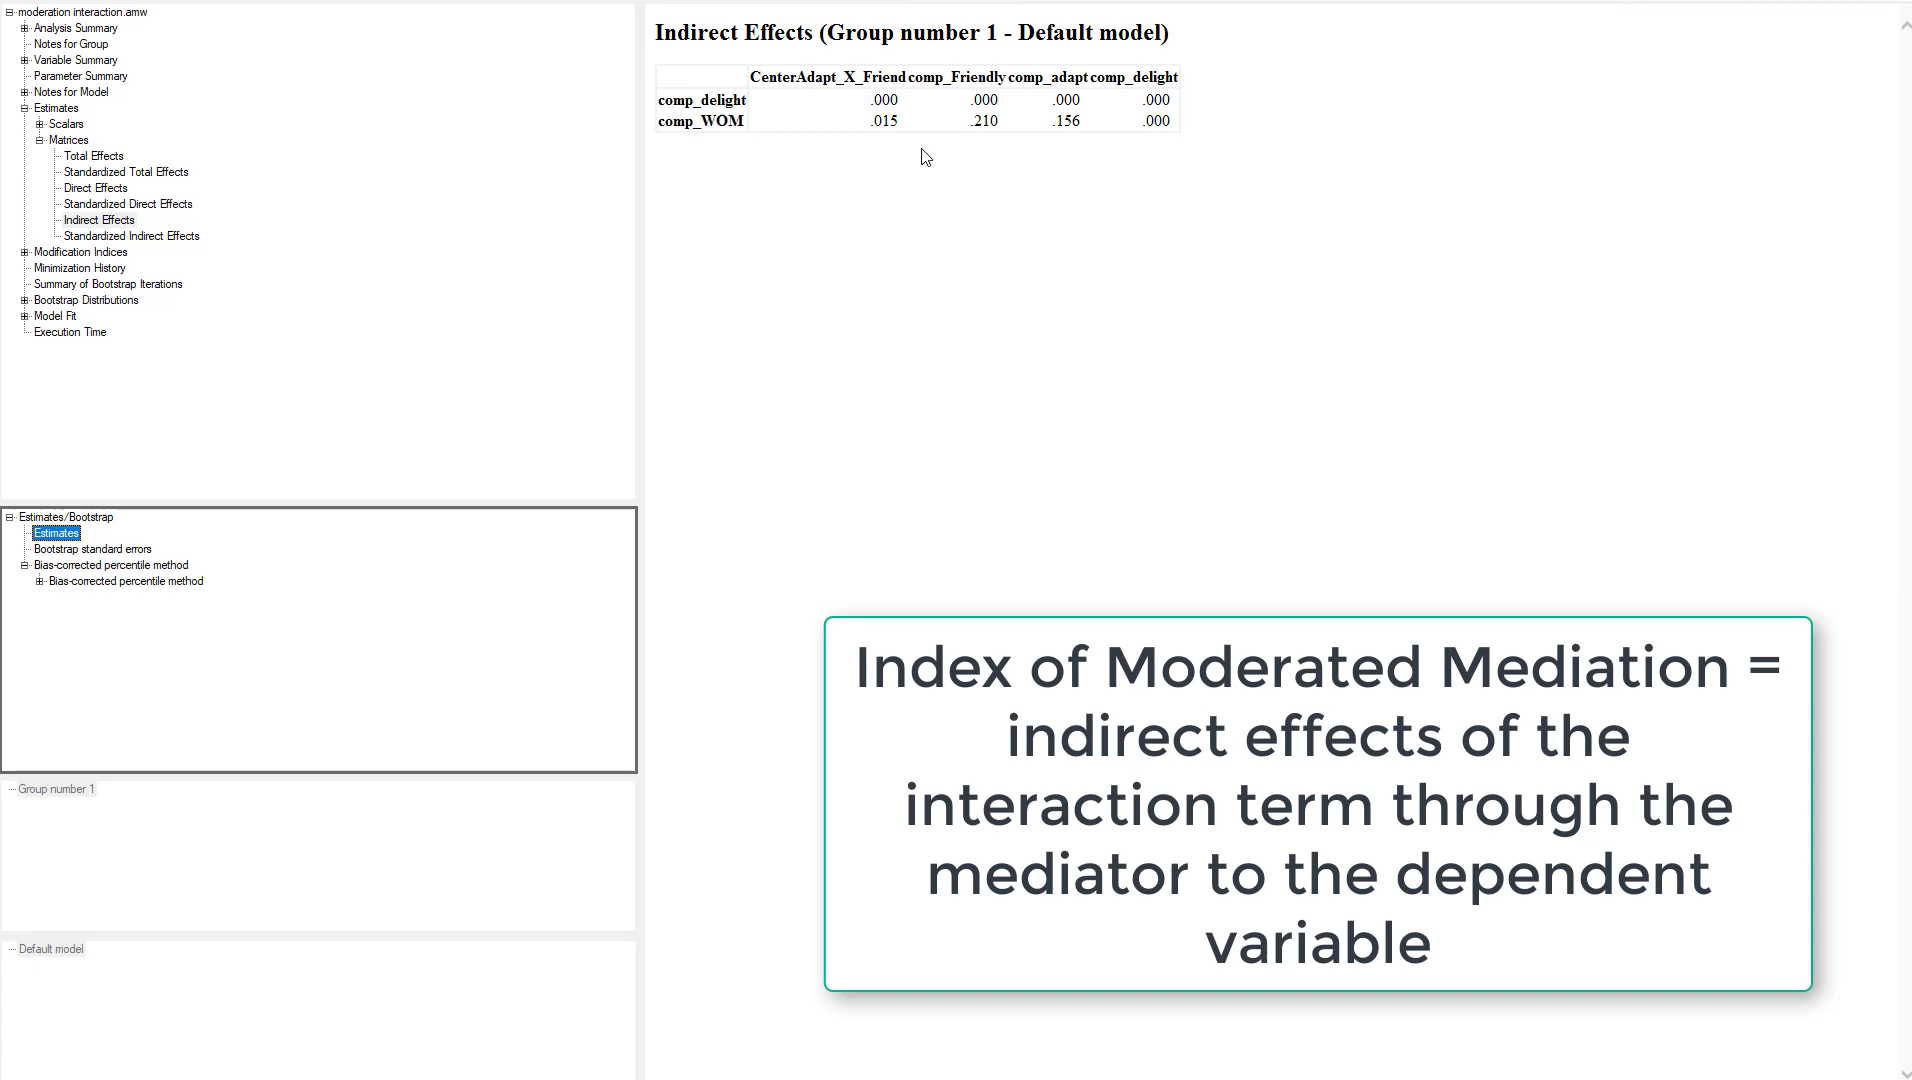 moderation interaction.amw
Analysis Summary
Notes for Group
Variable Summary
Parameter Summary
Notes for Model
Estimates
Scalars
Matrices
Total Effects
Standardized Total Effects
Direct Effects
Standardized Direct Effects
Indirect Effects
Standardized Indirect Effects
Modification Indices
Minimization History
Summary of Bootstrap Iterations
Bootstrap Distributions
Model Fit
Execution Time
Estimates/Bootstrap
Estimates
Bootstrap standard errors
Bias-corrected percentile method
Bias-corrected percentile method
Group number 1
Default model
Indirect Effects (Group number 1 - Default model)
CenterAdapt_X_Friend comp_Friendly comp_adapt comp_delight
comp_delight .000 .000 .000 .000
comp_WOM .015 .210 .156 .000
Index of Moderated Mediation =
indirect effects of the
interaction term through the
mediator to the dependent
variable